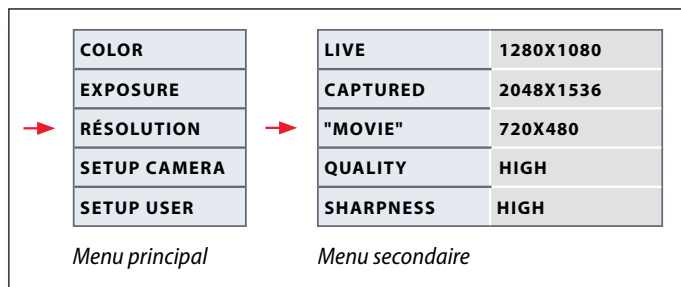 COLOR
EXPOSURE
RÉSOLUTION
SETUP CAMERA
SETUP USER
Menu principal
LIVE 1280X1080
CAPTURED 2048X1536
"MOVIE" 720X480
QUALITY HIGH
SHARPNESS HIGH
Menu secondaire